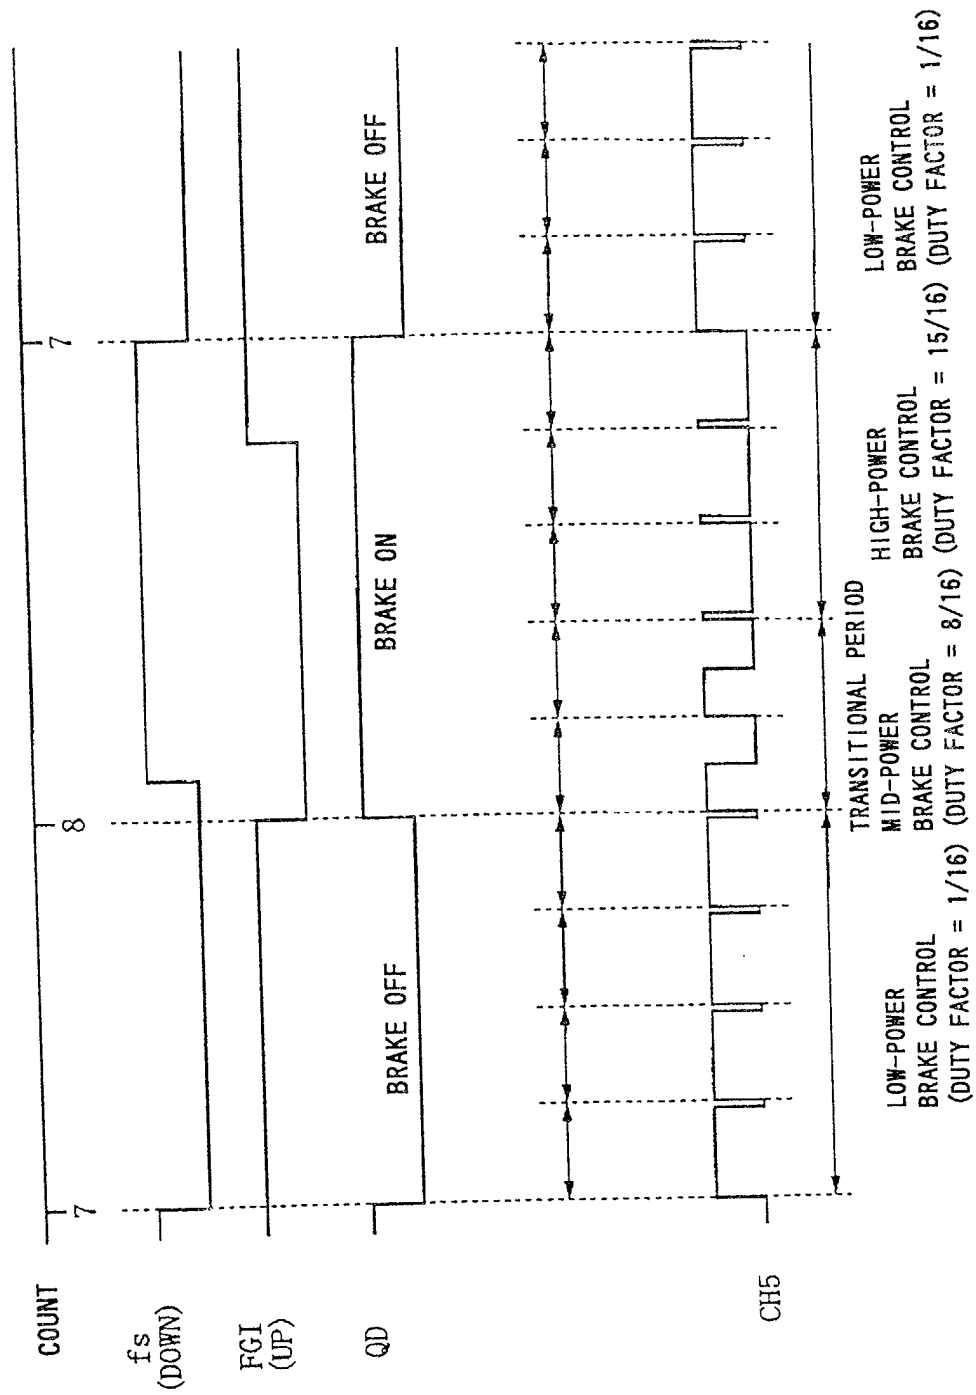 COUNT
7
8
7
fs
(DOWN)
FGI
(UP)
QD
BRAKE OFF
BRAKE ON
BRAKE OFF
CH5
LOW-POWER
BRAKE CONTROL
(DUTY FACTOR = 1/16)
TRANSITIONAL PERIOD
MID-POWER
BRAKE CONTROL
(DUTY FACTOR = 8/16)
HIGH-POWER
BRAKE CONTROL
(DUTY FACTOR = 15/16)
LOW-POWER
BRAKE CONTROL
(DUTY FACTOR = 1/16)